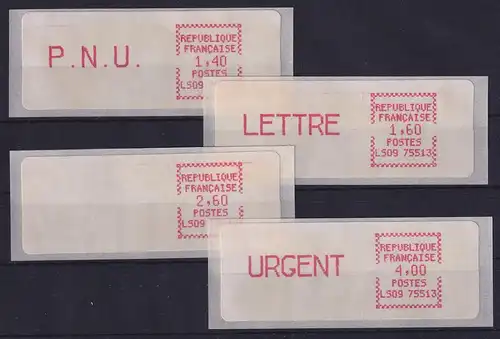 P.N.U.
REPUBLIQUE
FRANÇAISE
1,40
POSTES
LS09
LETTRE
REPUBLIQUE
FRANÇAISE
1,60
POSTES
LS09 75513
REPUBLIQUE
FRANÇAISE
2,60
POSTES
LS09
URGENT
REPUBLIQUE
FRANÇAISE
4,00
POSTES
LS09 75513